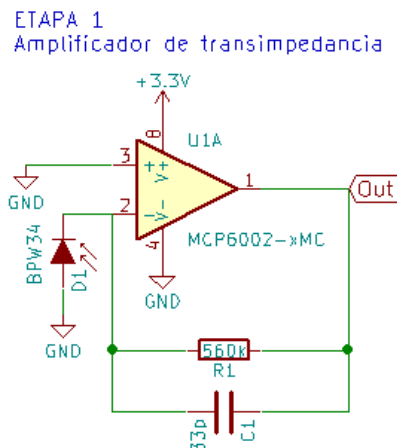 ETAPA 1
Amplificador de transimpedancia
+3.3V
8
U1A
3
+
V+
1
Out
GND
2
-
V-
4
MCP6002-xMC
BPW34
D1
GND
GND
560k
R1
33p
C1